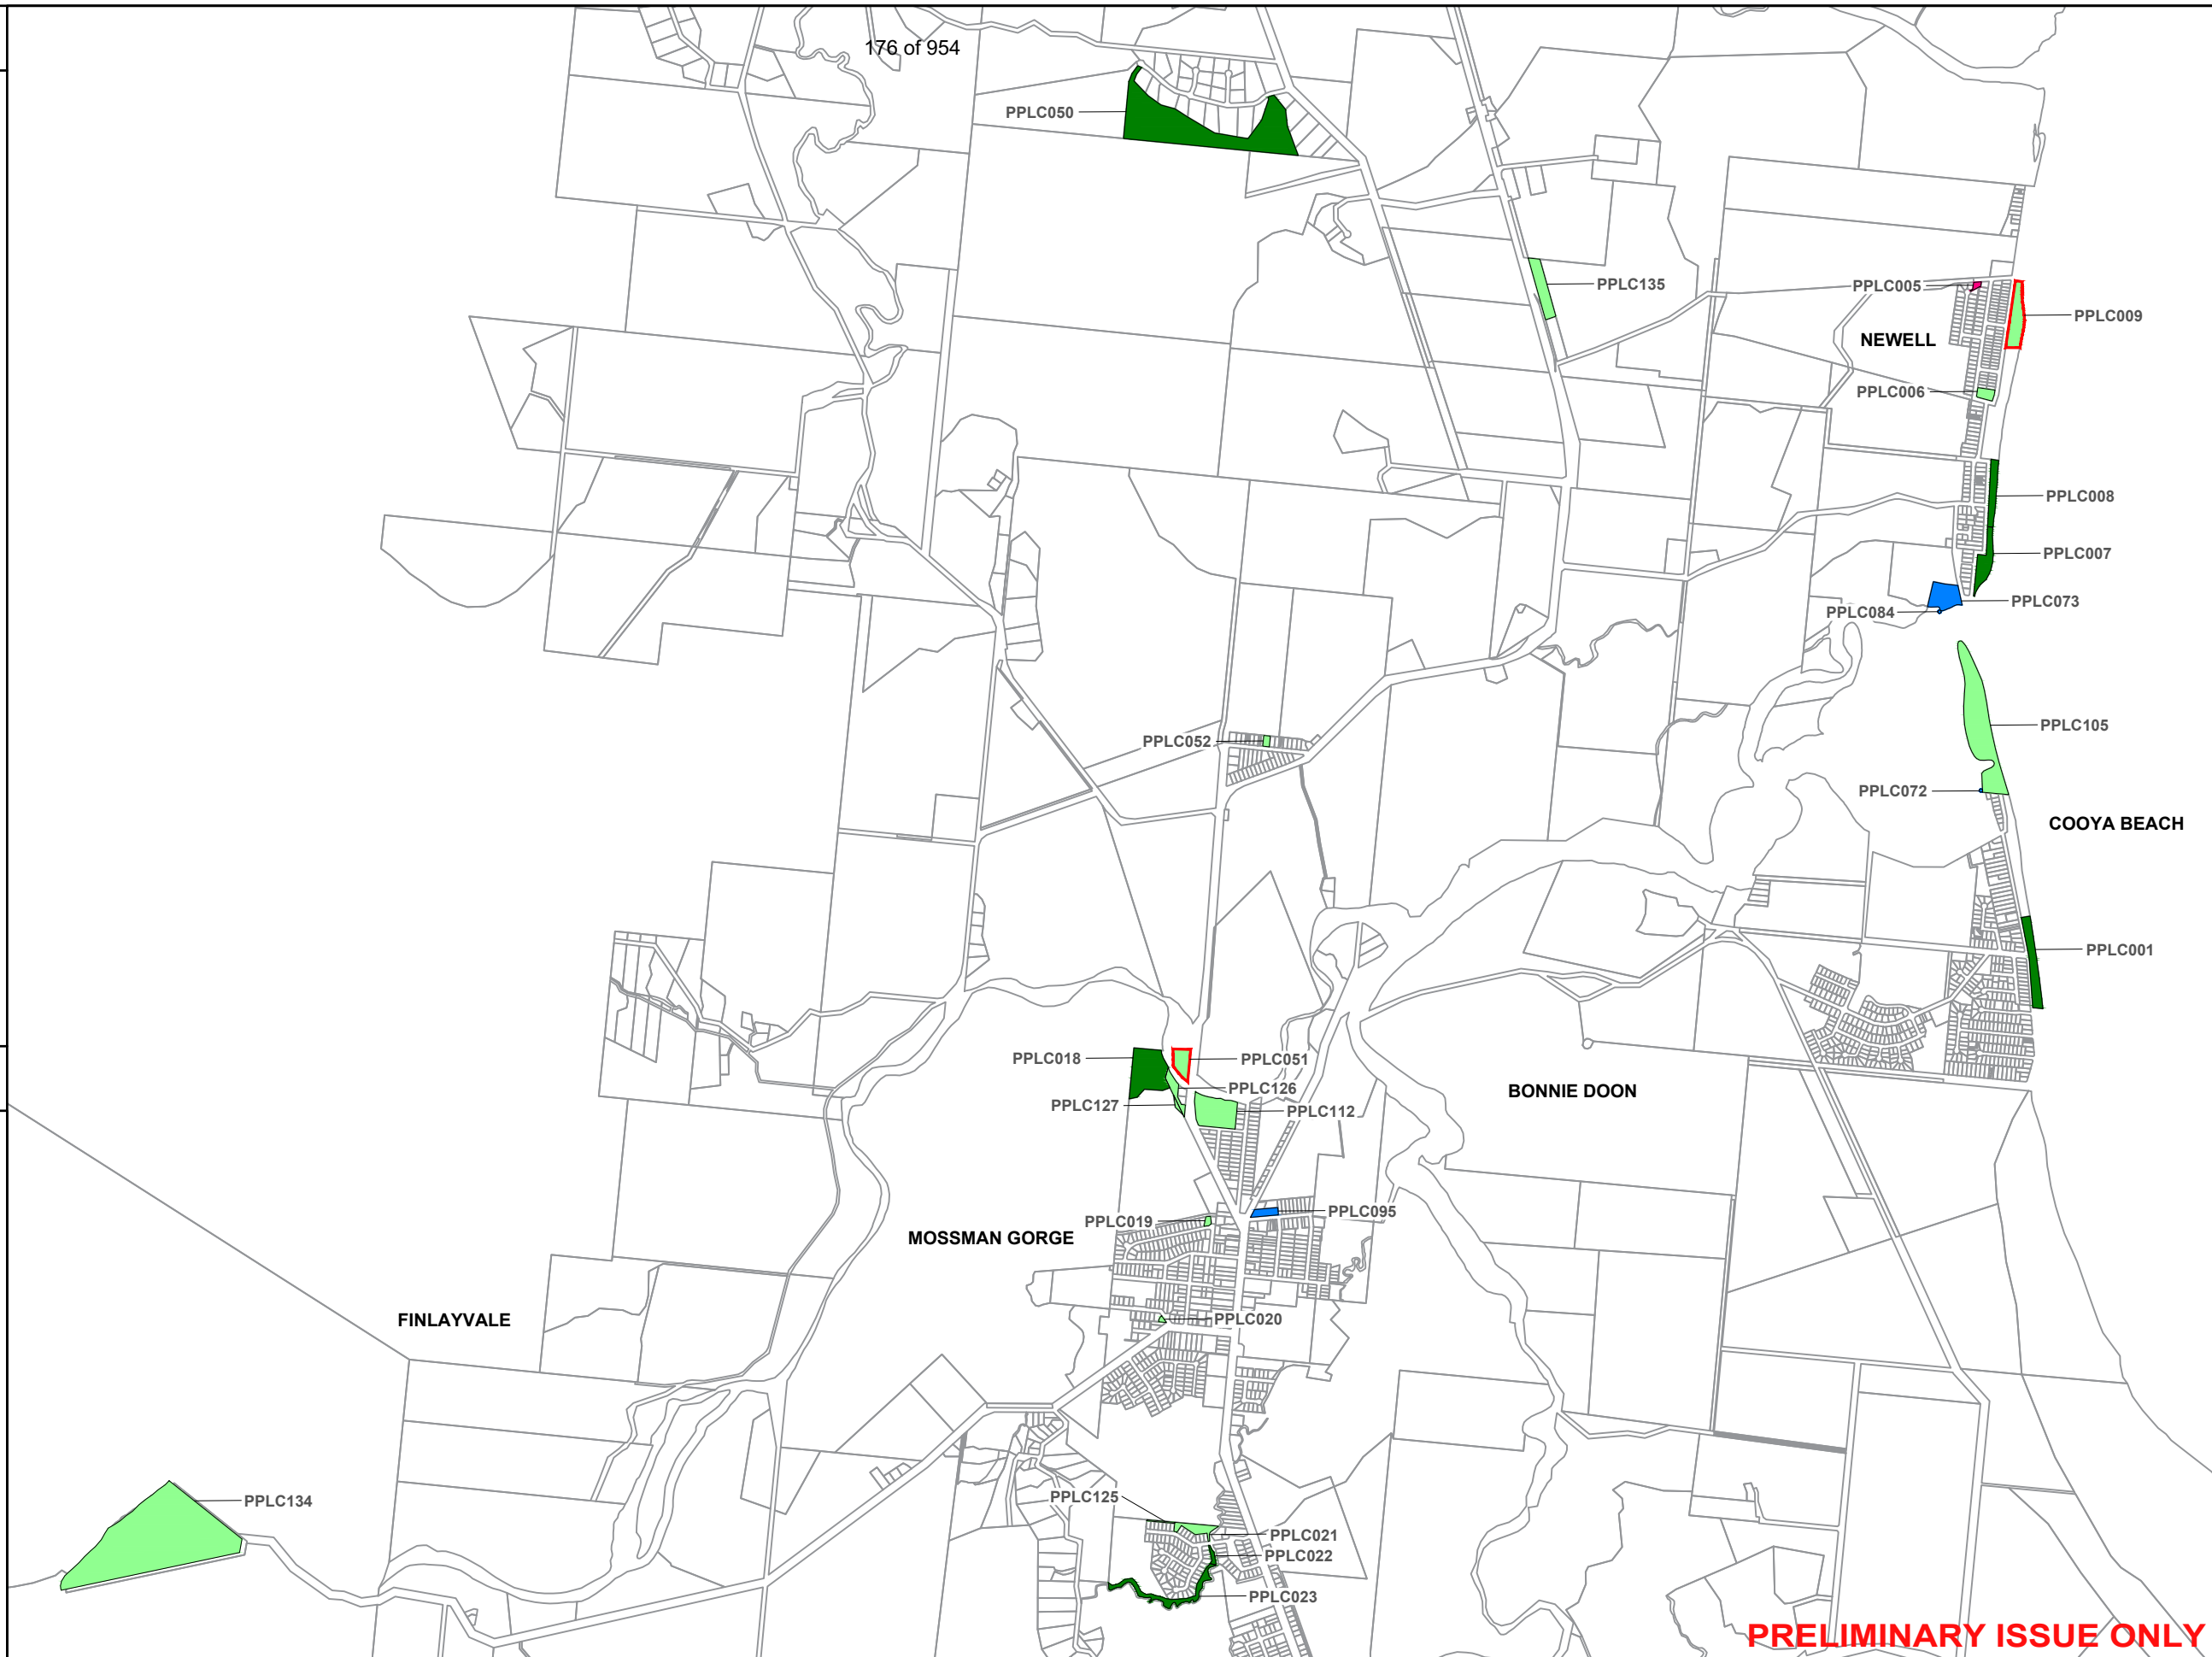 176 of 954
PPLC050
PPLC135
PPLC005
PPLC009
NEWELL
PPLC006
PPLC008
PPLC007
PPLC073
PPLC084
PPLC105
PPLC052
PPLC072
COOYA BEACH
PPLC001
PPLC018
PPLC051
PPLC126
BONNIE DOON
PPLC127
PPLC112
PPLC095
PPLC019
MOSSMAN GORGE
FINLAYVALE
PPLC020
PPLC125
PPLC134
PPLC021
PPLC022
PPLC023
PRELIMINARY ISSUE ONLY